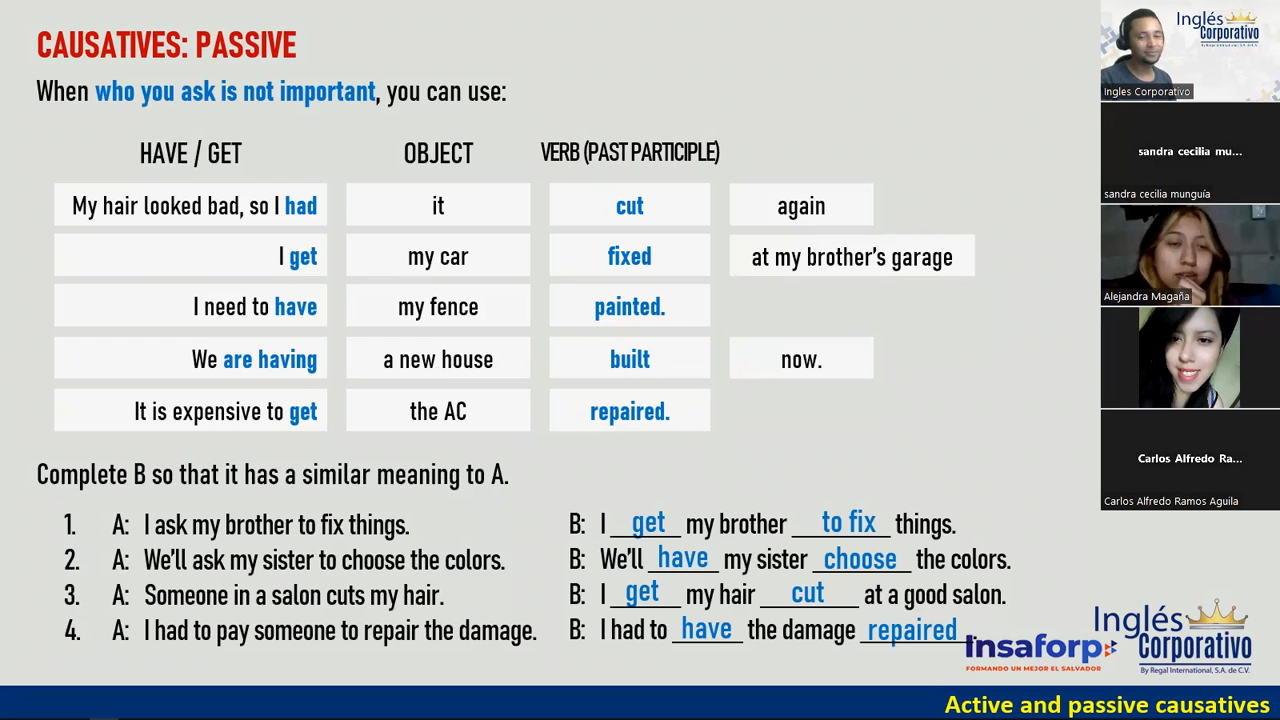 CAUSATIVES: PASSIVE
When who you ask is not important, you can use:
HAVE / GET OBJECT VERB (PAST PARTICIPLE)
My hair looked bad, so I had it cut again
I get my car fixed at my brother's garage
I need to have my fence painted.
We are having a new house built now.
It is expensive to get the AC repaired.
Complete B so that it has a similar meaning to A.
1. A: I ask my brother to fix things. B: I get my brother to fix things.
2. A: We'll ask my sister to choose the colors. B: We'll have my sister choose the colors.
3. A: Someone in a salon cuts my hair. B: I get my hair cut at a good salon.
4. A: I had to pay someone to repair the damage. B: I had to have the damage repaired.
Insaforp
FORMANDO UN MEJOR EL SALVADOR
Inglés
Corporativo
By Regal International, S.A. de C.V.
Active and passive causatives
Inglés
Corporativo
By Regal International, S.A. de C.V.
Ingles Corporativo
sandra cecilia mu...
sandra cecilia munguía
Alejandra Magaña
Carlos Alfredo Ra...
Carlos Alfredo Ramos Aguila